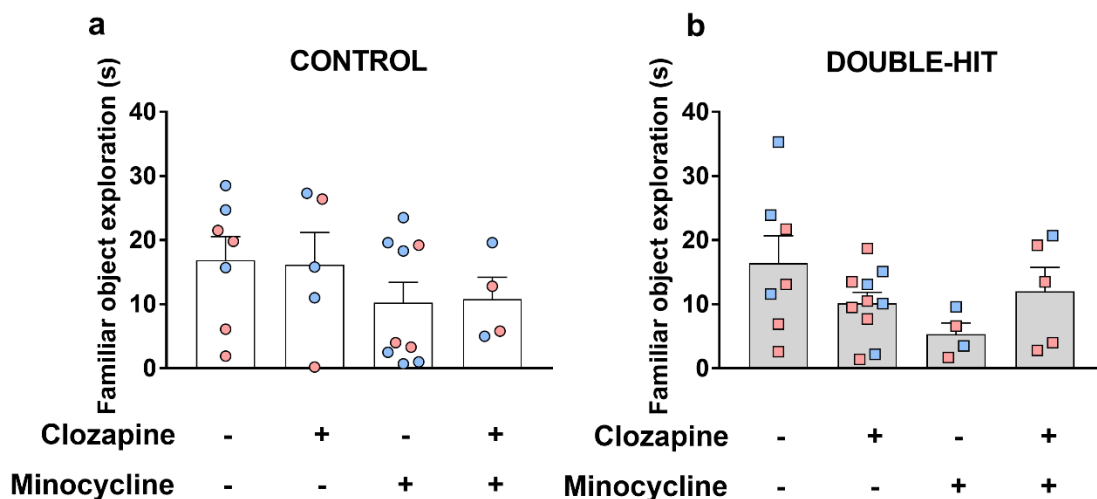 a
CONTROL
Familiar object exploration (s)
40
30
20
10
0
Clozapine - + - +
Minocycline - - + +
b
DOUBLE-HIT
Familiar object exploration (s)
40
30
20
10
0
Clozapine - + - +
Minocycline - - + +